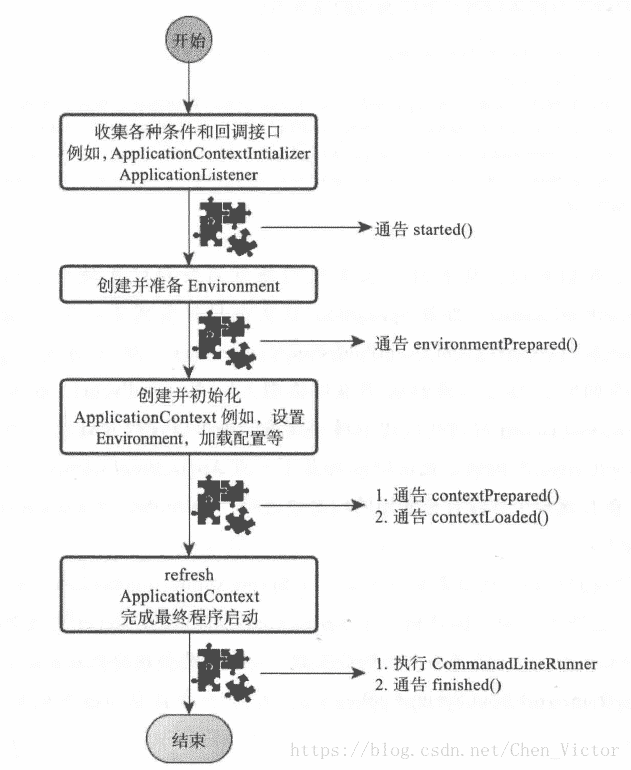 开始
收集各种条件和回调接口
例如, ApplicationContextIntializer
ApplicationListener
通告 started()
创建并准备 Environment
通告 environmentPrepared()
创建并初始化
ApplicationContext 例如，设置
Environment，加载配置等
1. 通告 contextPrepared()
2. 通告 contextLoaded()
refresh
ApplicationContext
完成最终程序启动
1. 执行 CommanadLineRunner
2. 通告 finished()
结束
https://blog.csdn.net/Chen_Victor